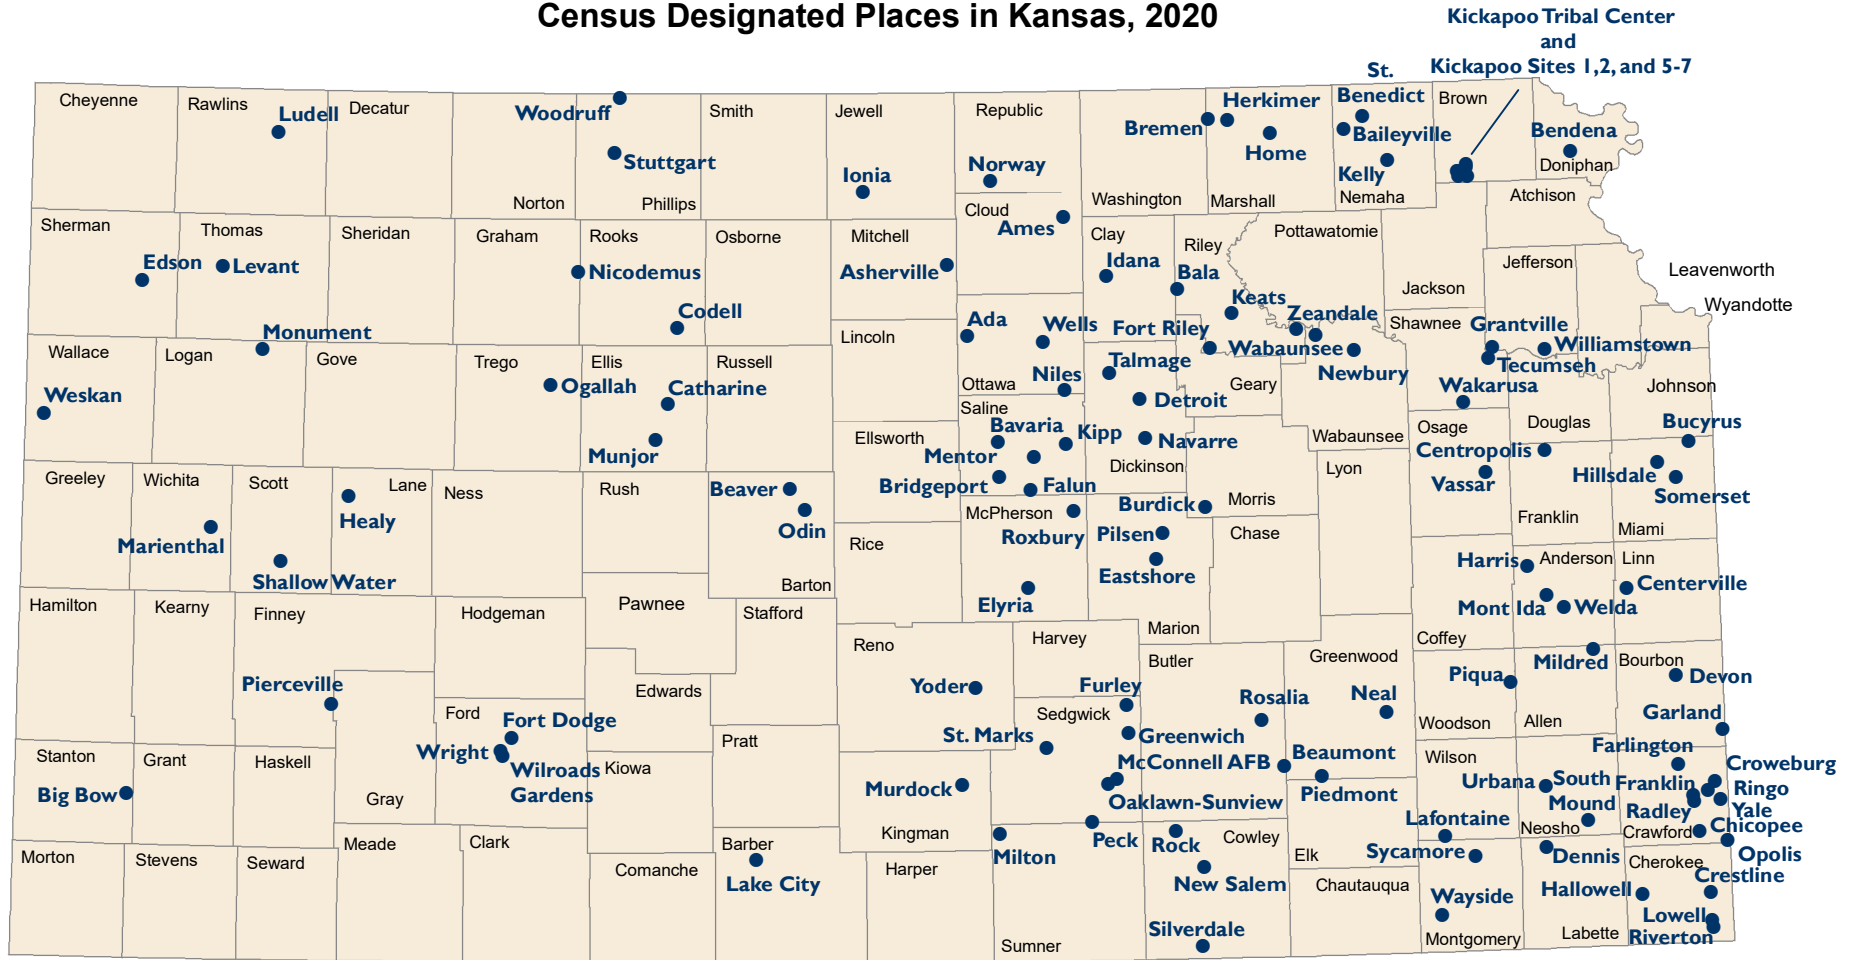 Census Designated Places in Kansas, 2020
Kickapoo Tribal Center
and
Kickapoo Sites 1,2, and 5-7
Cheyenne
Rawlins
Ludell
Decatur
Woodruff
Stuttgart
Norton
Phillips
Smith
Jewell
Ionia
Republic
Norway
Bremen
Herkimer
Home
Washington
Marshall
St.
Benedict
Baileyville
Kelly
Nemaha
Brown
Bendena
Doniphan
Atchison
Sherman
Edson
Thomas
Levant
Sheridan
Graham
Rooks
Nicodemus
Codell
Osborne
Mitchell
Asherville
Cloud
Ames
Clay
Idana
Riley
Bala
Keats
Pottawatomie
Zeandale
Jackson
Jefferson
Leavenworth
Wyandotte
Monument
Wallace
Weskan
Logan
Gove
Trego
Ogallah
Ellis
Catharine
Munjor
Russell
Lincoln
Ada
Wells
Ottawa
Niles
Fort Riley
Talmage
Detroit
Wabaunsee
Geary
Newbury
Wabaunsee
Shawnee
Grantville
Williamstown
Tecumseh
Wakarusa
Johnson
Douglas
Bucyrus
Saline
Bavaria
Kipp
Mentor
Bridgeport
Falun
Ellsworth
Navarre
Dickinson
Osage
Centropolis
Vassar
Hillsdale
Somerset
Greeley
Wichita
Marienthal
Scott
Shallow Water
Lane
Healy
Ness
Rush
Beaver
Odin
Barton
Rice
McPherson
Roxbury
Elyria
Burdick
Pilsen
Eastshore
Marion
Morris
Chase
Lyon
Franklin
Miami
Harris
Anderson
Linn
Centerville
Mont Ida
Welda
Coffey
Hamilton
Kearny
Finney
Pierceville
Hodgeman
Pawnee
Edwards
Stafford
Reno
Yoder
Harvey
Furley
Butler
Rosalia
Greenwood
Neal
Piqua
Mildred
Bourbon
Devon
Woodson
Allen
Garland
Stanton
Big Bow
Grant
Haskell
Gray
Ford
Fort Dodge
Wright
Wilroads
Gardens
Kiowa
Pratt
St. Marks
Sedgwick
Greenwich
McConnell AFB
Oaklawn-Sunview
Murdock
Kingman
Beaumont
Piedmont
Wilson
Urbana
South
Mound
Farlington
Franklin
Radley
Croweburg
Ringo
Yale
Chicopee
Crawford
Opolis
Lafontaine
Neosho
Morton
Stevens
Seward
Meade
Clark
Comanche
Barber
Lake City
Harper
Milton
Peck
Sumner
Rock
Cowley
New Salem
Silverdale
Elk
Chautauqua
Sycamore
Wayside
Montgomery
Dennis
Labette
Cherokee
Crestline
Hallowell
Lowell
Riverton